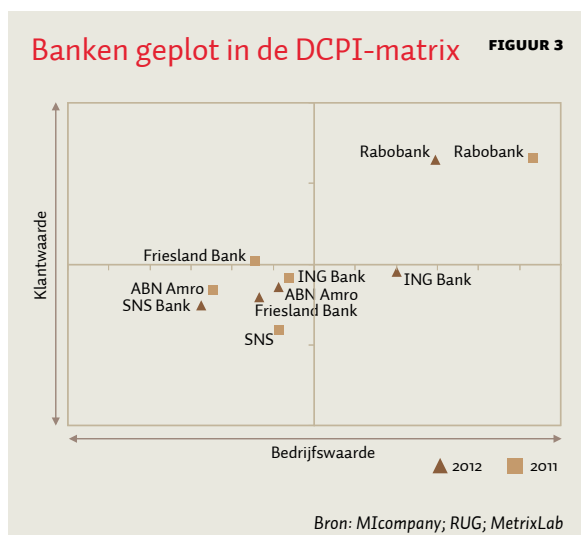 Banken geplot in de DCPI-matrix FIGUUR 3
Klantwaarde
Rabobank Rabobank
Friesland Bank
ING Bank ING Bank
ABN Amro ABN Amro
SNS Bank Friesland Bank
SNS
Bedrijfswaarde
2012 2011
Bron: MIcompany; RUG; MetrixLab